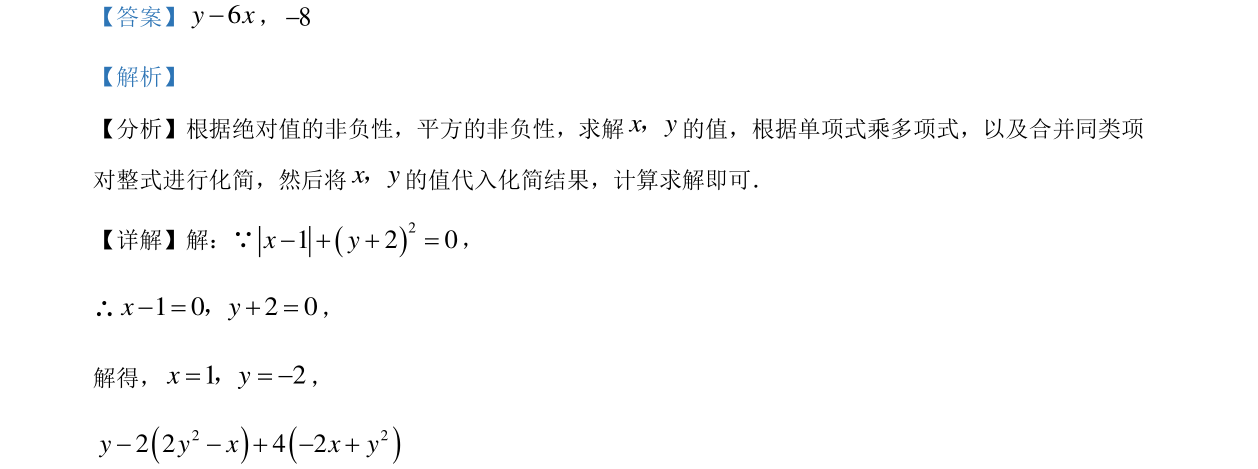 【答案】y－6x，－8
【解析】
【分析】根据绝对值的非负性，平方的非负性，求解x，y的值，根据单项式乘多项式，以及合并同类项
对整式进行化简，然后将x，y的值代入化简结果，计算求解即可．
【详解】解：∵|x－1|+(y+2)²=0，
∴x－1=0，y+2=0，
解得，x=1，y=－2，
y－2(2y²－x)+4(－2x+y²)